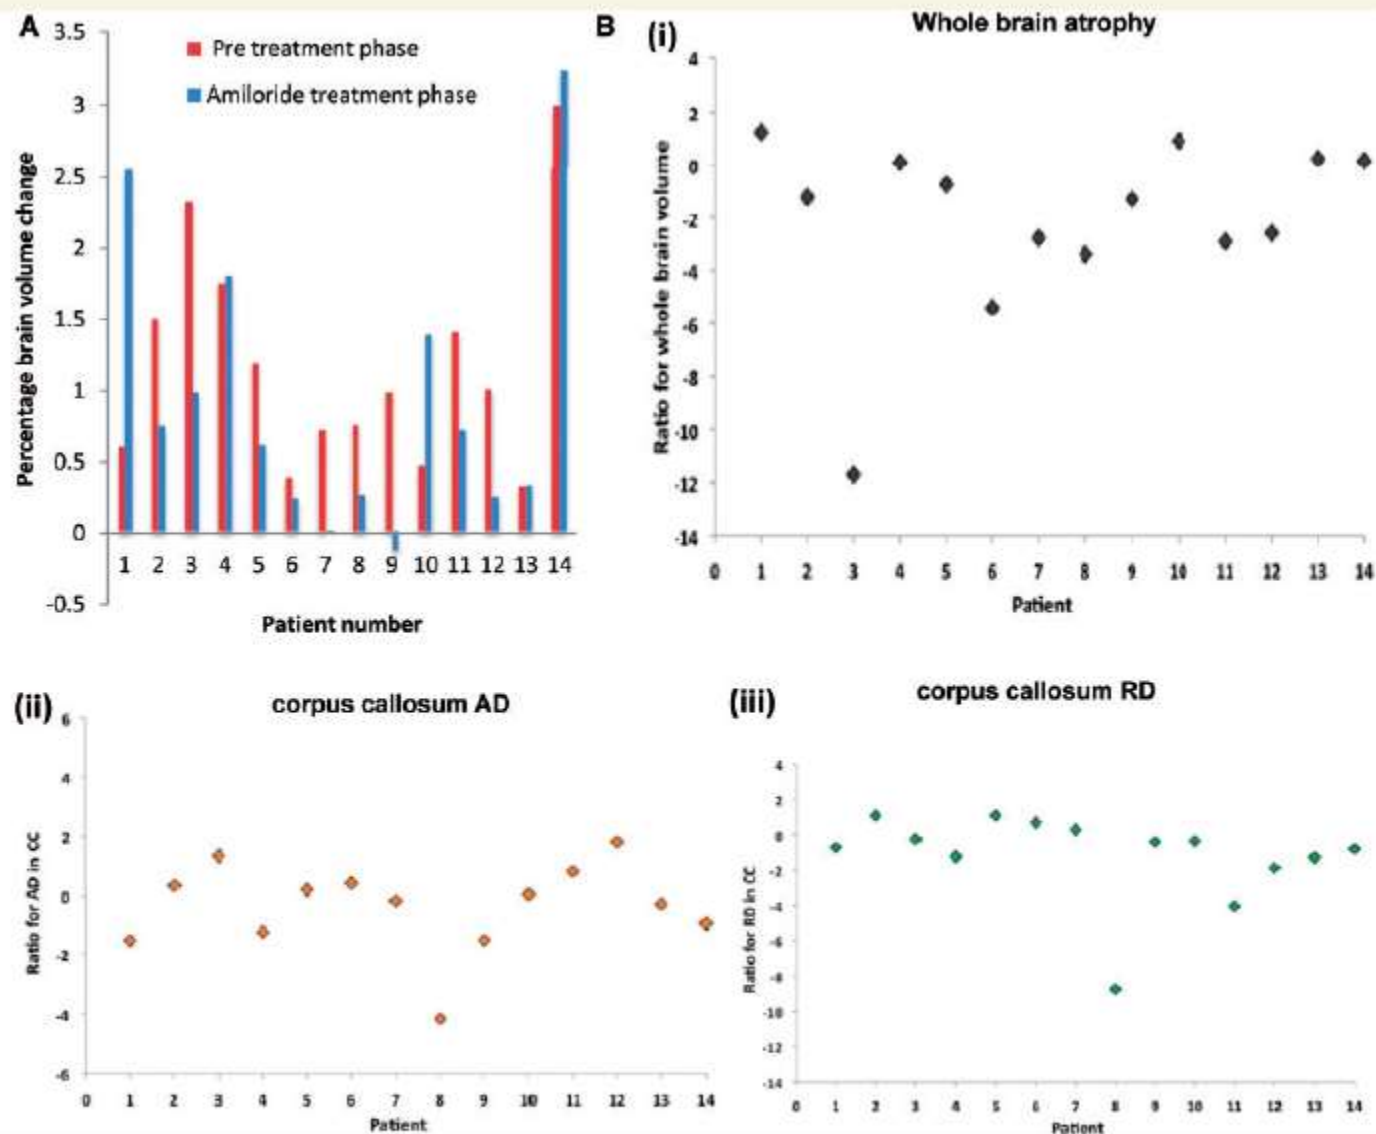 A
3.5
3
2.5
2
1.5
1
0.5
0
-0.5
Percentage brain volume change
Pre treatment phase
Amiloride treatment phase
1 2 3 4 5 6 7 8 9 10 11 12 13 14
Patient number
B
(i)
Whole brain atrophy
4
2
0
-2
-4
-6
-8
-10
-12
-14
Ratio for whole brain volume
0 1 2 3 4 5 6 7 8 9 10 11 12 13 14
Patient
(ii)
corpus callosum AD
6
4
2
0
-2
-4
-6
Ratio for AD in CC
0 1 2 3 4 5 6 7 8 9 10 11 12 13 14
Patient
(iii)
corpus callosum RD
4
2
0
-2
-4
-6
-8
-10
-12
-14
Ratio for RD in CC
0 1 2 3 4 5 6 7 8 9 10 11 12 13 14
Patient